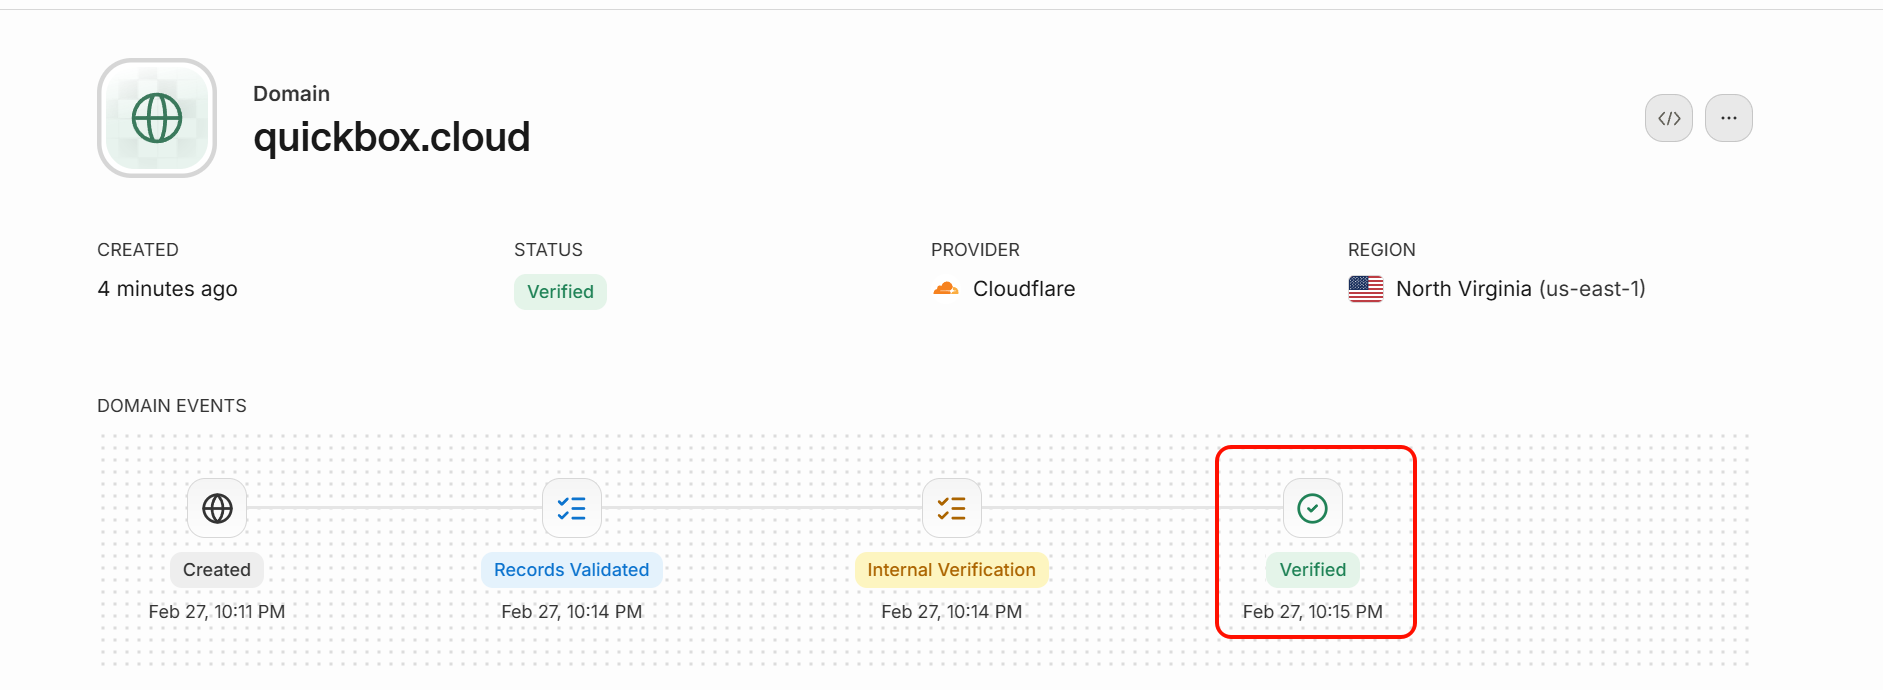 Domain
quickbox.cloud
CREATED
4 minutes ago
STATUS
Verified
PROVIDER
Cloudflare
REGION
North Virginia (us-east-1)
DOMAIN EVENTS
Created
Feb 27, 10:11 PM
Records Validated
Feb 27, 10:14 PM
Internal Verification
Feb 27, 10:14 PM
Verified
Feb 27, 10:15 PM